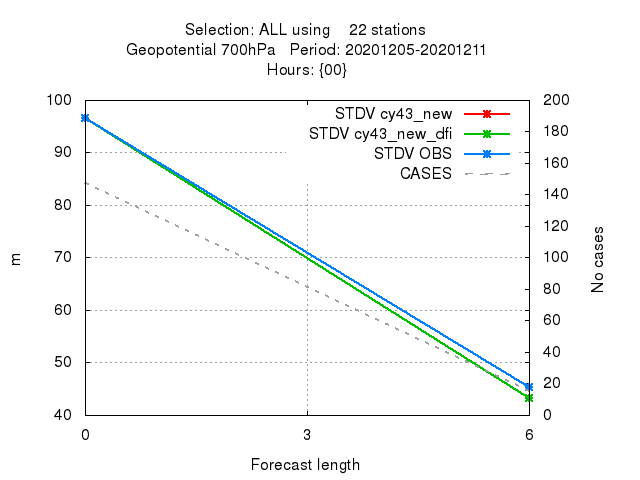 Selection: ALL using    22 stations
Geopotential 700hPa   Period: 20201205-20201211
Hours: {00}
100
90
80
70
60
50
40
200
180
160
140
120
100
80
60
40
20
0
STDV cy43_new
STDV cy43_new_dfi
STDV OBS
CASES
m
No cases
0
3
6
Forecast length